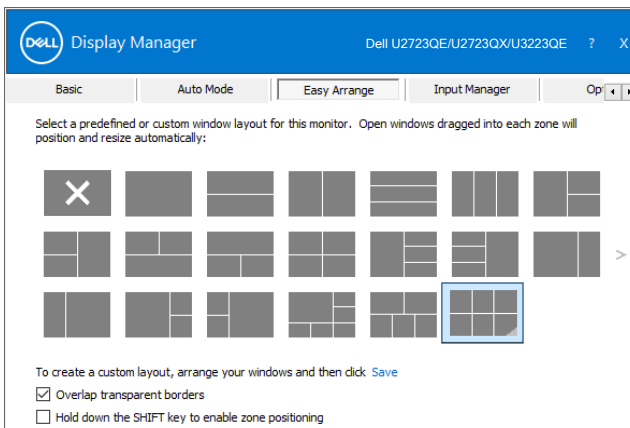 DELL Display Manager Dell U2723QE/U2723QX/U3223QE ? X
Basic Auto Mode Easy Arrange Input Manager Opt
Select a predefined or custom window layout for this monitor. Open windows dragged into each zone will
position and resize automatically:
>
To create a custom layout, arrange your windows and then click Save
Overlap transparent borders
Hold down the SHIFT key to enable zone positioning